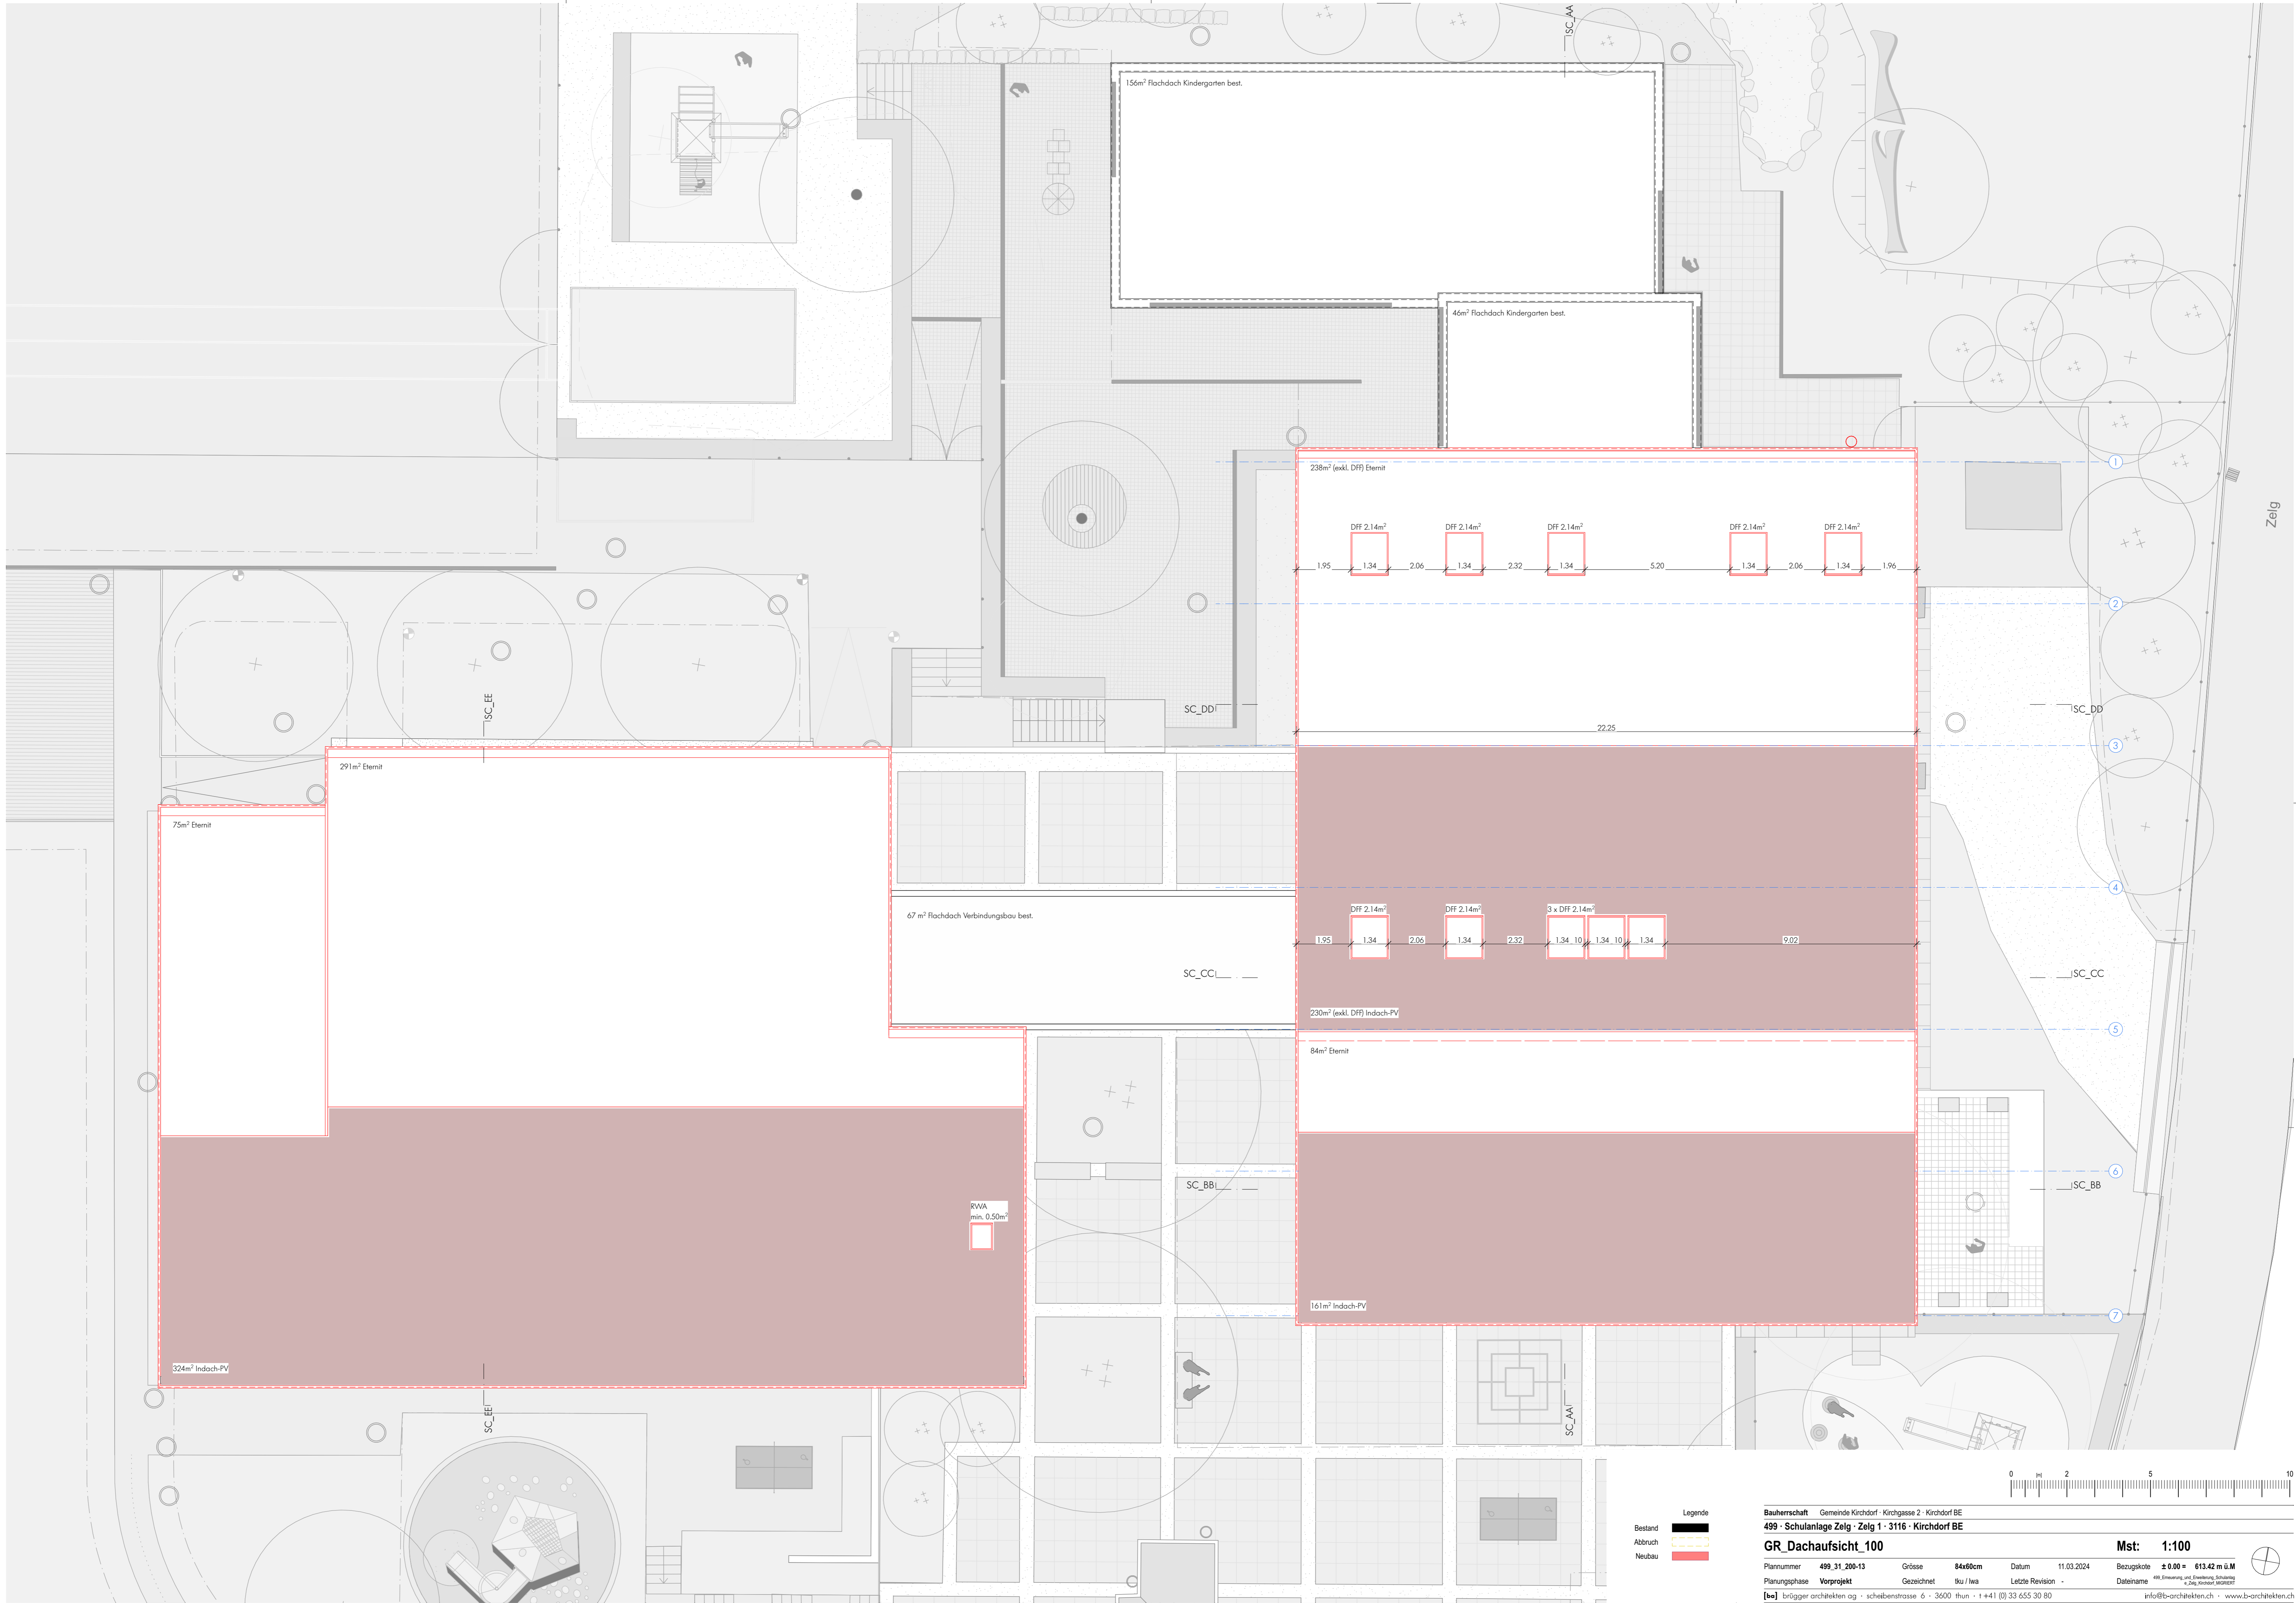 SC_AA
156m² Flachdach Kindergarten best.
46m² Flachdach Kindergarten best.
238m² (exkl. DFF) Eternit
1
Zelg
DFF 2.14m² DFF 2.14m² DFF 2.14m² DFF 2.14m² DFF 2.14m²
1.95 1.34 2.06 1.34 2.32 1.34 5.20 1.34 2.06 1.34 1.96
2
SC_EE
SC_DD SC_DD
22.25
3
291m² Eternit
75m² Eternit
4
67 m² Flachdach Verbindungsbau best.
DFF 2.14m² DFF 2.14m² 3 x DFF 2.14m²
1.95 1.34 2.06 1.34 2.32 1.34 10 1.34 10 1.34 9.02
SC_CC SC_CC
230m² (exkl. DFF) Indach-PV
5
84m² Eternit
6
SC_BB SC_BB
RWA
min. 0.50m²
161m² Indach-PV
7
324m² Indach-PV
SC_EE
SC_AA
0 (m) 2 5 10
Legende
Bestand
Abbruch
Neubau
Bauherrschaft Gemeinde Kirchdorf · Kirchgasse 2 · Kirchdorf BE
499 · Schulanlage Zelg · Zelg 1 · 3116 · Kirchdorf BE
GR_Dachaufsicht_100 Mst: 1:100
Plannummer 499_31_200-13 Grösse 84x60cm Datum 11.03.2024 Bezugskote ± 0.00 = 613.42 m ü.M
Planungsphase Vorprojekt Gezeichnet tku / lwa Letzte Revision - Dateiname 499_Erneuerung_und_Erweiterung_Schulanlag
e_Zelg_Kirchdorf_MIGRIERT
[ba] brügger architekten ag · scheibenstrasse 6 · 3600 thun · t +41 (0) 33 655 30 80 info@b-architekten.ch · www.b-architekten.ch